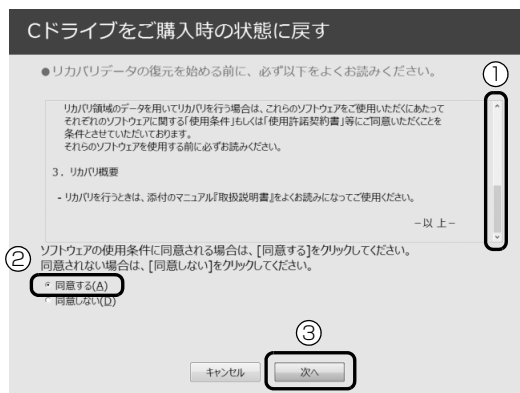 Cドライブをご購入時の状態に戻す
●リカバリデータの復元を始める前に、必ず以下をよくお読みください。
①
リカバリ領域のデータを用いてリカバリを行う場合は、これらのソフトウェアをご使用いただくにあたって
それぞれのソフトウェアに関する「使用条件」もしくは「使用許諾契約書」等にご同意いただくことを
条件とさせていただいております。
それらのソフトウェアを使用する前に必ずお読みください。
3．リカバリ概要
- リカバリを行うときは、添付のマニュアル『取扱説明書』をよくお読みになってご使用ください。
－以 上－
ソフトウェアの使用条件に同意される場合は、[同意する]をクリックしてください。
②
同意されない場合は、[同意しない]をクリックしてください。
同意する(A)
同意しない(D)
③
キャンセル
次へ